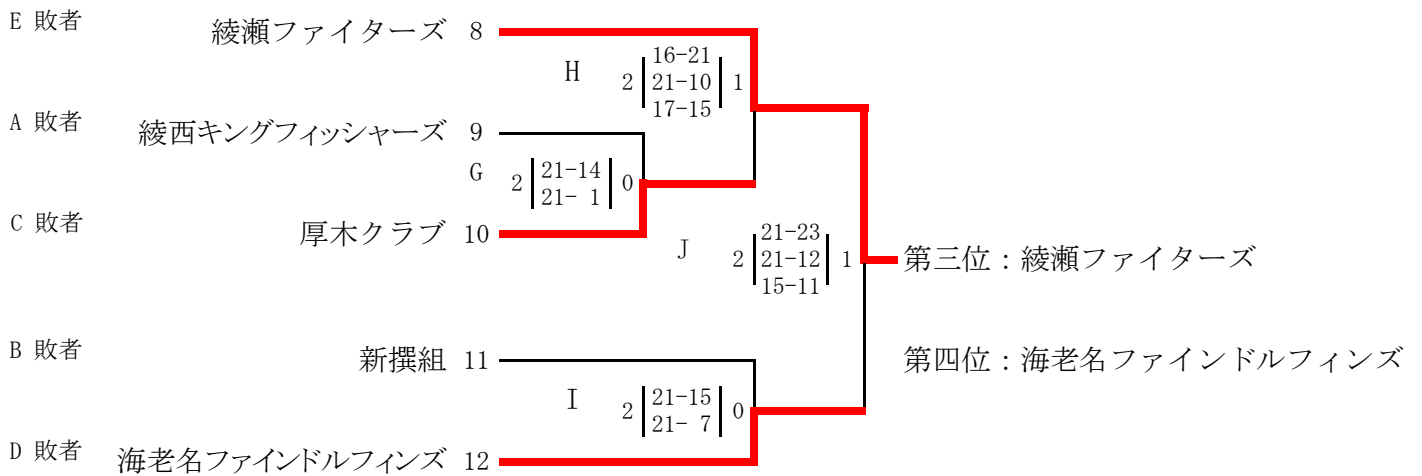 E 敗者 綾瀬ファイターズ 8
H 2 16-21 21-10 17-15 1
A 敗者 綾西キングフィッシャーズ 9
G 2 21-14 21- 1 0
C 敗者 厚木クラブ 10
J 2 21-23 21-12 15-11 1
第三位：綾瀬ファイターズ
B 敗者 新撰組 11
第四位：海老名ファインドルフィンズ
I 2 21-15 21- 7 0
D 敗者 海老名ファインドルフィンズ 12